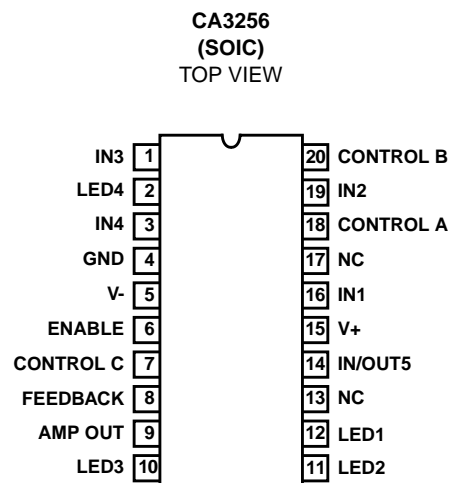 CA3256
(SOIC)
TOP VIEW
IN3 1 20 CONTROL B
LED4 2 19 IN2
IN4 3 18 CONTROL A
GND 4 17 NC
V- 5 16 IN1
ENABLE 6 15 V+
CONTROL C 7 14 IN/OUT5
FEEDBACK 8 13 NC
AMP OUT 9 12 LED1
LED3 10 11 LED2